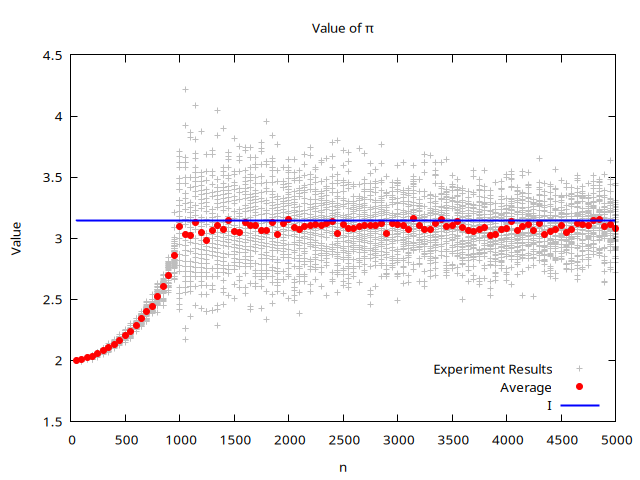 Value of π
4.5
4
3.5
3
2.5
2
1.5
Value
Experiment Results
Average
I
0 500 1000 1500 2000 2500 3000 3500 4000 4500 5000
n